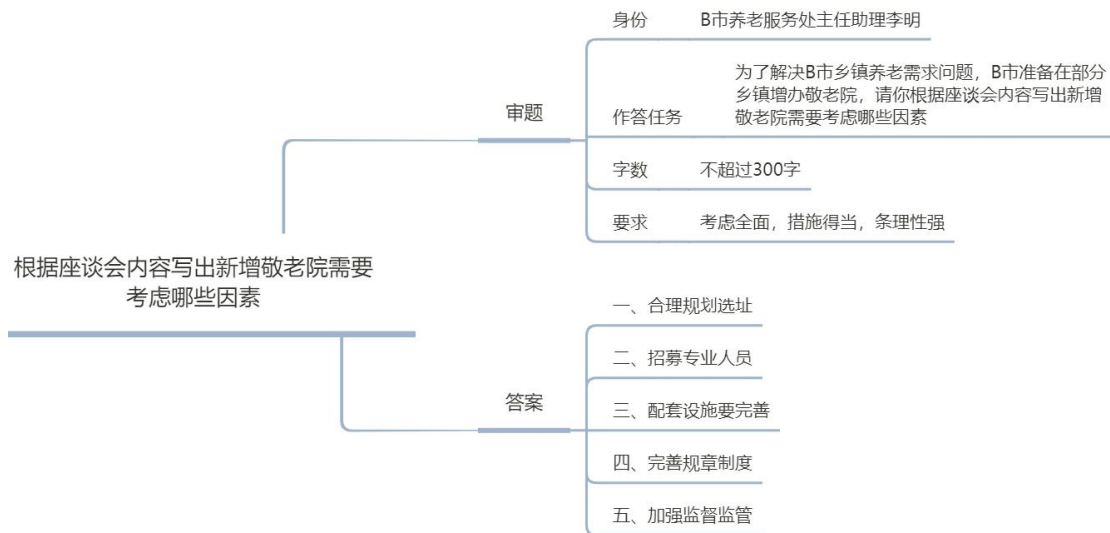 根据座谈会内容写出新增敬老院需要
考虑哪些因素
审题
身份
B市养老服务处主任助理李明
作答任务
为了解决B市乡镇养老需求问题，B市准备在部分
乡镇增办敬老院，请你根据座谈会内容写出新增
敬老院需要考虑哪些因素
字数
不超过300字
要求
考虑全面，措施得当，条理性强
答案
一、合理规划选址
二、招募专业人员
三、配套设施要完善
四、完善规章制度
五、加强监督监管